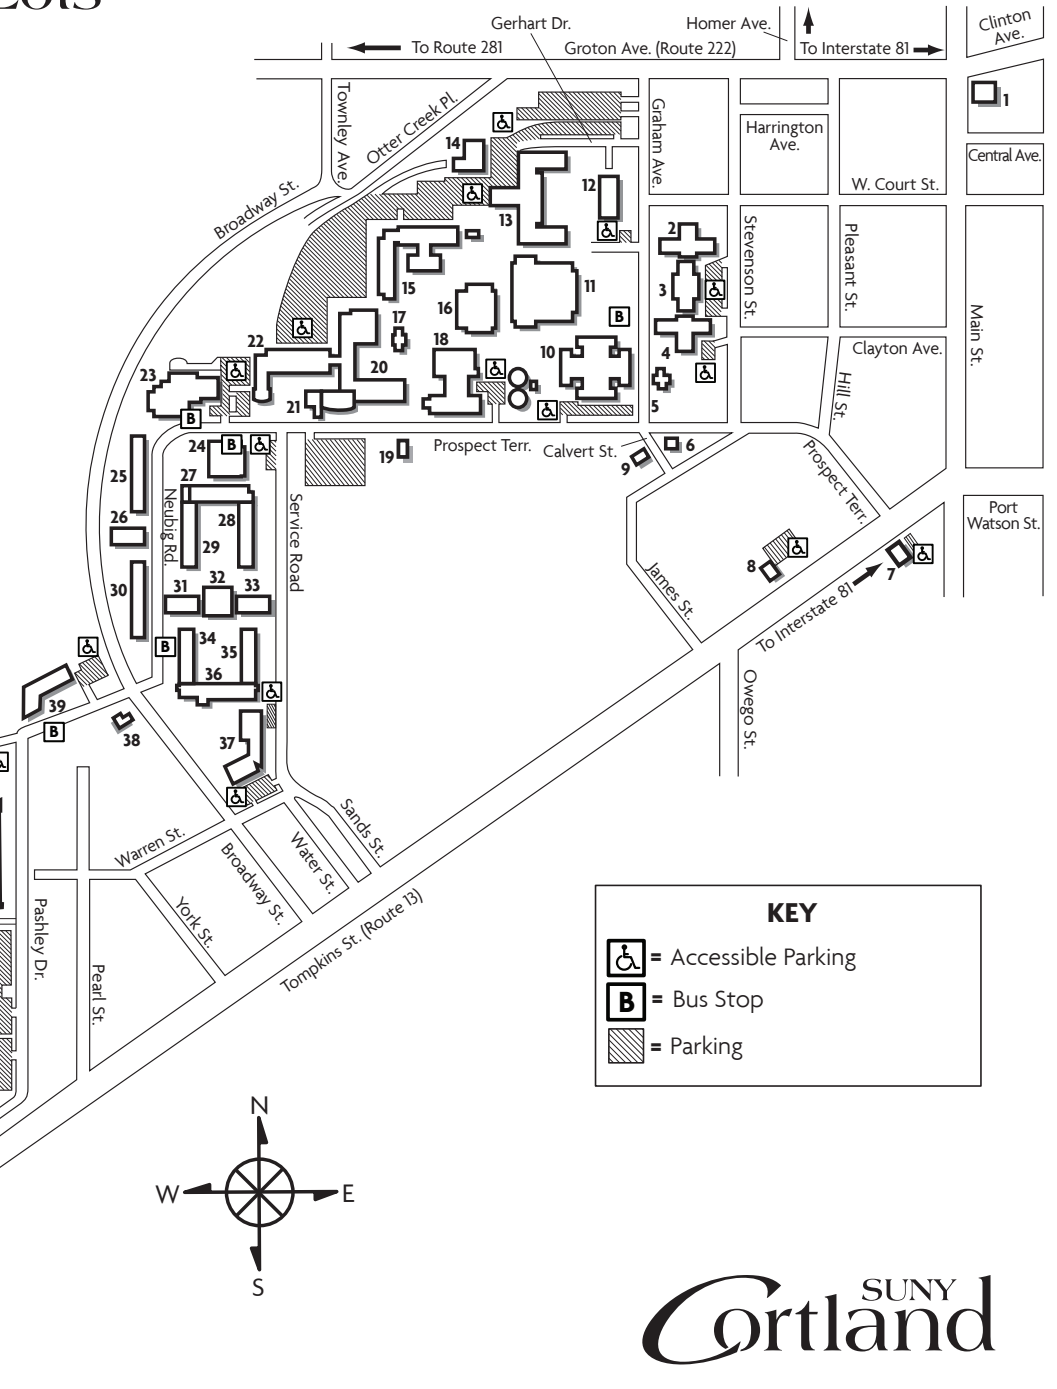 Gerhart Dr.
Homer Ave.
Clinton
Ave.
To Route 281
Groton Ave. (Route 222)
To Interstate 81
Townley Ave.
Otter Creek Pl.
Graham Ave.
1
Harrington
Ave.
Central Ave.
14
12
W. Court St.
Broadway St.
13
2
Stevenson St.
Pleasant St.
15
11
3
16
B
17
Main St.
22
18
10
4
Clayton Ave.
23
20
Hill St.
21
5
B
24
B
19
Prospect Terr.
Calvert St.
6
9
Prospect Terr.
25
27
Neubig Rd.
28
Service Road
Port
Watson St.
26
29
8
7
30
31
32
33
James St.
To Interstate 81
34
B
35
36
39
B
38
37
Owego St.
Sands St.
Warren St.
Water St.
Broadway St.
York St.
Pashley Dr.
Pearl St.
Tompkins St. (Route 13)
KEY
= Accessible Parking
B = Bus Stop
= Parking
N
W
E
S
SUNY
Cortland